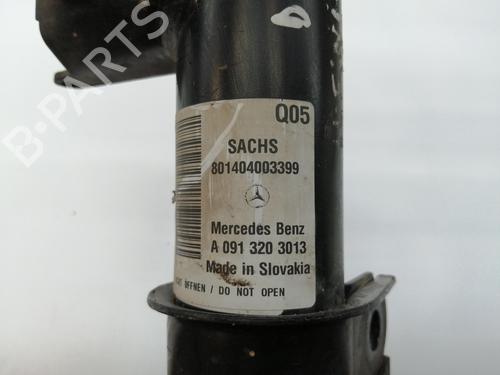 Q05
SACHS
801404003399
Mercedes Benz
A 091 320 3013
Made in Slovakia
ÖFFNEN / DO NOT OPEN
B-PARTS